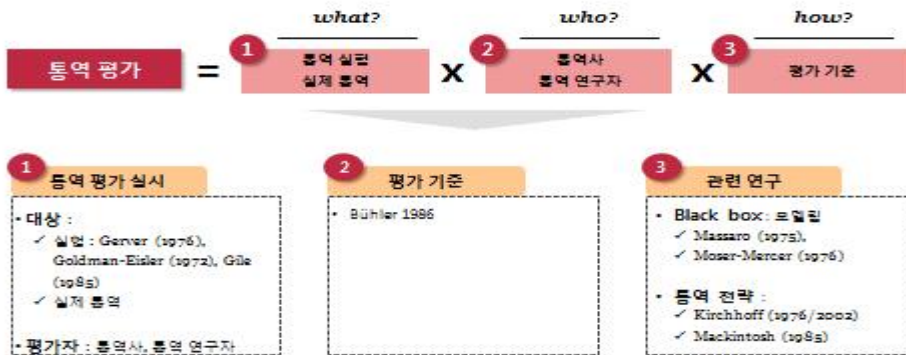 what?
who?
how?
통역 평가
=
1
통역 실험
실제 통역
X
2
통역사
통역 연구자
X
3
평가 기준
1
통역 평가 실시
• 대상 :
✓ 실험 : Gerver (1976),
Goldman-Eisler (1972), Gile
(1985)
✓ 실제 통역
• 평가자 : 통역사, 통역 연구자
2
평가 기준
• Bühler 1986
3
관련 연구
• Black box : 모델링
✓ Massaro (1975),
✓ Moser-Mercer (1976)
• 통역 전략 :
✓ Kirchhoff (1976/2002)
✓ Mackintosh (1985)